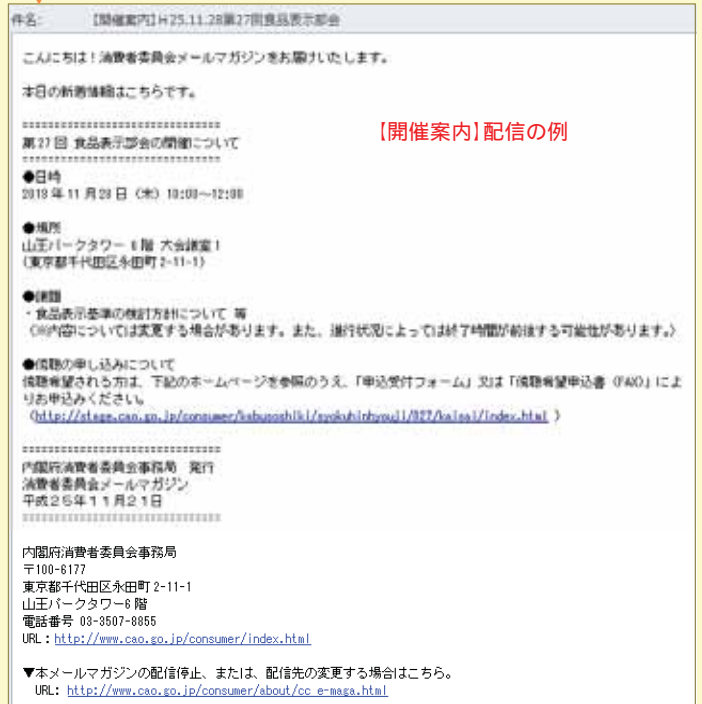 件名: 【開催案内】H25.11.28第27回食品表示部会
こんにちは！消費者委員会メールマガジンをお届けいたします。
本日の新着情報はこちらです。
==============================
第27回 食品表示部会の開催について
==============================
【開催案内】配信の例
●日時
2013年11月28日（木）10:00～12:00
●場所
山王パークタワー 6階 大会議室1
（東京都千代田区永田町2-11-1）
●議題
・食品表示基準の検討方針について 等
（※内容については変更する場合があります。また、進行状況によっては終了時間が前後する可能性があります。）
●傍聴の申し込みについて
傍聴希望される方は、下記のホームページを参照のうえ、「申込受付フォーム」又は「傍聴希望申込書（FAX）」によ
りお申込みください。
（http://stage.cao.go.jp/consumer/kabusoshiki/syokuhinhyouji/027/kaisai/index.html ）
==============================
内閣府消費者委員会事務局 発行
消費者委員会メールマガジン
平成２５年１１月２１日
==============================
内閣府消費者委員会事務局
〒100-6177
東京都千代田区永田町2-11-1
山王パークタワー6階
電話番号 03-3507-8855
URL：http://www.cao.go.jp/consumer/index.html
▼本メールマガジンの配信停止、または、配信先の変更する場合はこちら。
URL: http://www.cao.go.jp/consumer/about/cc_e-maga.html